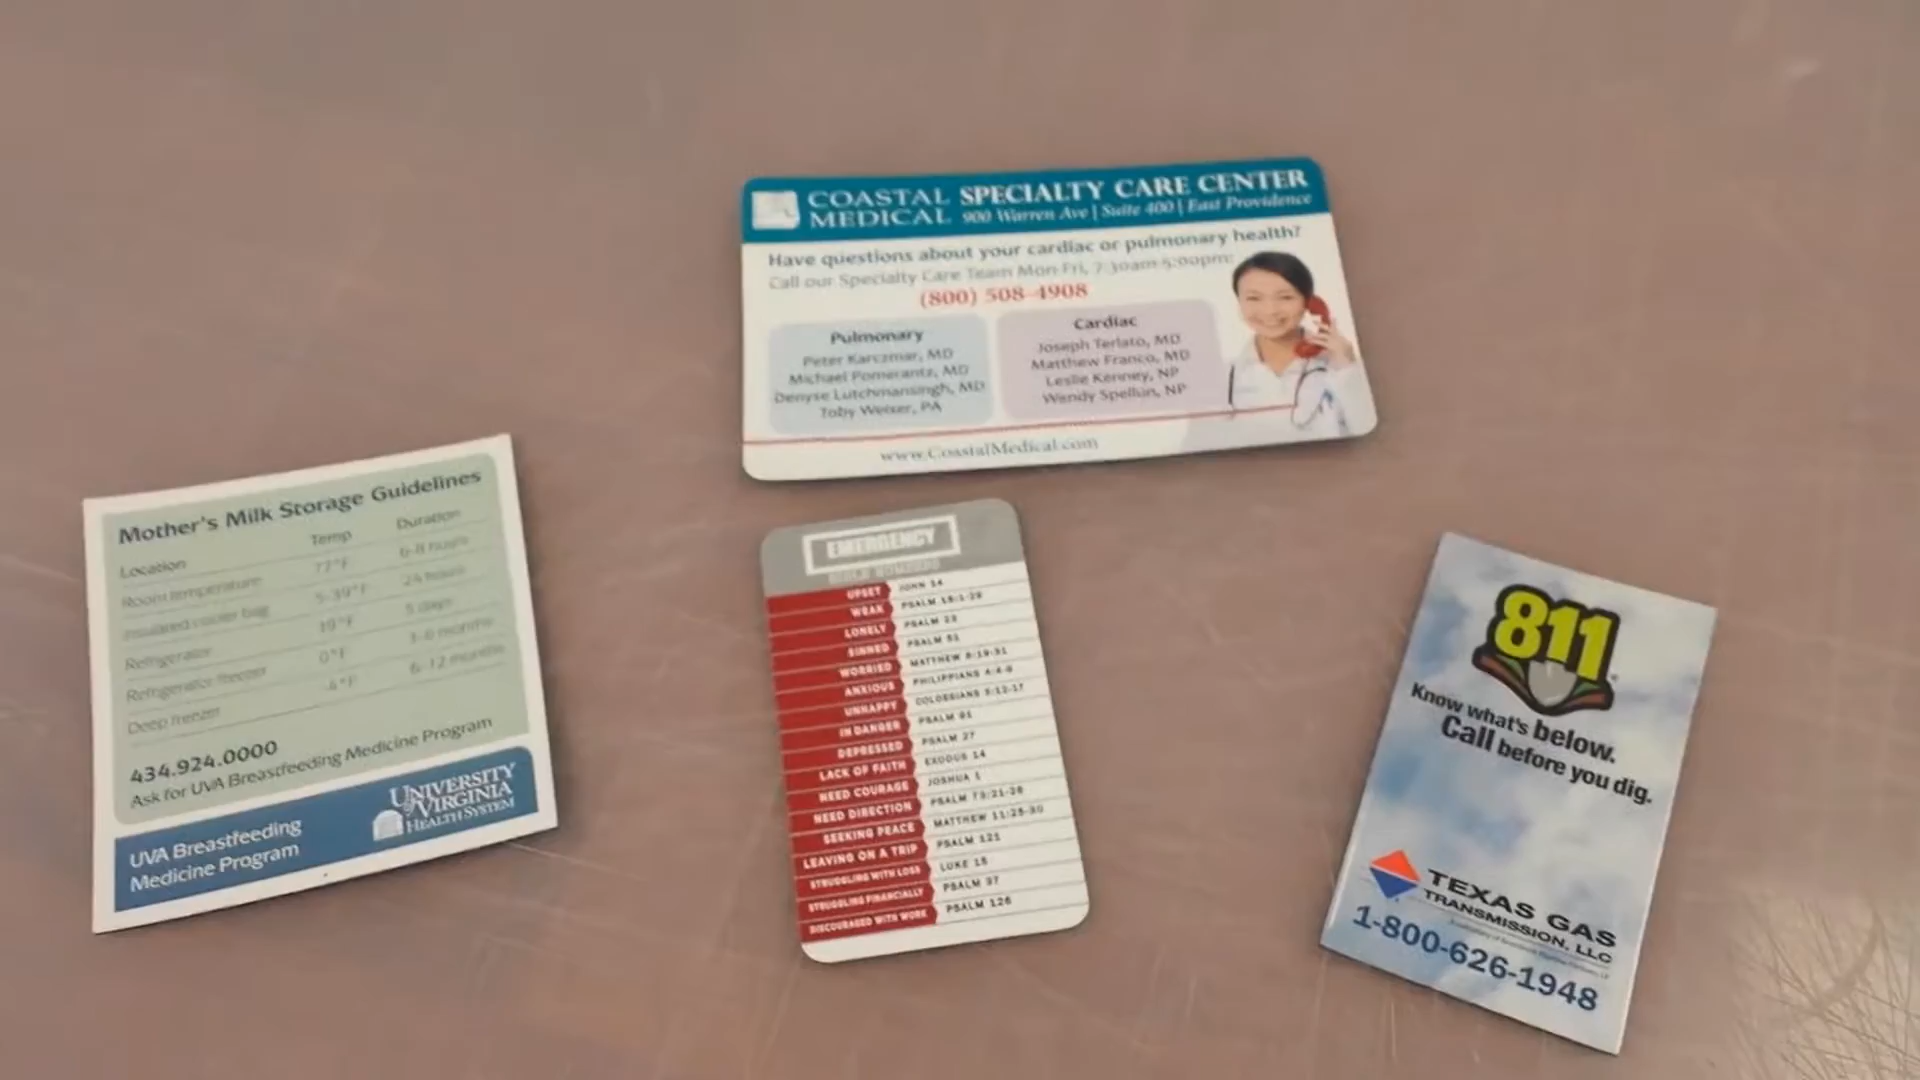 COASTAL MEDICAL
SPECIALTY CARE CENTER
900 Warren Ave | Suite 400 | East Providence
Have questions about your cardiac or pulmonary health?
Call our Specialty Care Team Mon-Fri, 7:30am-5:00pm:
(800) 508-4908
Pulmonary
Peter Karczmar, MD
Michael Pomerantz, MD
Denyse Lutchmansingh, MD
Toby Weiser, PA
Cardiac
Joseph Terlato, MD
Matthew Franco, MD
Leslie Kenney, NP
Wendy Spellun, NP
www.CoastalMedical.com
Mother's Milk Storage Guidelines
Location Temp Duration
Room temperature 77°F 6-8 hours
Insulated cooler bag 5-39°F 24 hours
Refrigerator 39°F 5 days
Refrigerator freezer 0°F 3-6 months
Deep freezer -4°F 6-12 months
434.924.0000
Ask for UVA Breastfeeding Medicine Program
UVA Breastfeeding
Medicine Program
UNIVERSITY
of VIRGINIA
HEALTH SYSTEM
EMERGENCY
BIBLE NUMBERS
UPSET JOHN 14
WEAK PSALM 18:1-29
LONELY PSALM 23
SINNED PSALM 51
WORRIED MATTHEW 8:19-31
ANXIOUS PHILIPPIANS 4:4-9
UNHAPPY COLOSSIANS 3:12-17
IN DANGER PSALM 91
DEPRESSED PSALM 27
LACK OF FAITH EXODUS 14
NEED COURAGE JOSHUA 1
NEED DIRECTION PSALM 73:21-26
SEEKING PEACE MATTHEW 11:25-30
LEAVING ON A TRIP PSALM 121
STRUGGLING WITH LOSS LUKE 15
STRUGGLING FINANCIALLY PSALM 37
DISCOURAGED WITH WORK PSALM 126
811
Know what's below.
Call before you dig.
TEXAS GAS
TRANSMISSION, LLC
1-800-626-1948